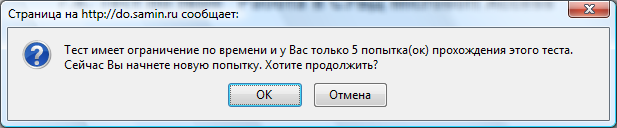 Страница на http://do.samin.ru сообщает:
Тест имеет ограничение по времени и у Вас только 5 попытка(ок) прохождения этого теста.
Сейчас Вы начнете новую попытку. Хотите продолжить?
OK Отмена